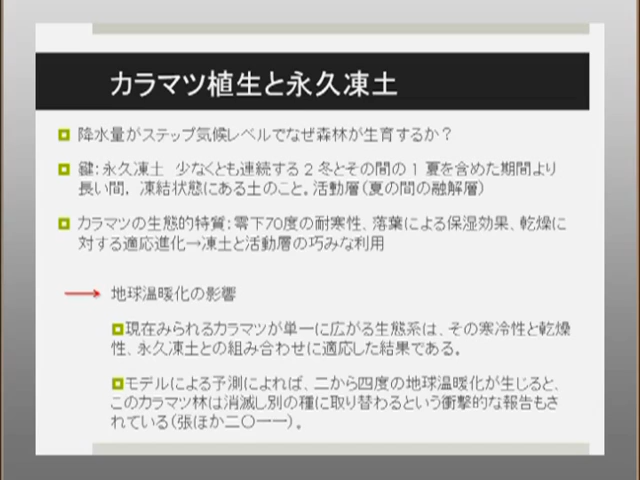 カラマツ植生と永久凍土
降水量がステップ気候レベルでなぜ森林が生育するか？
鍵：永久凍土　少なくとも連続する２冬とその間の１夏を含めた期間より
長い間，凍結状態にある土のこと。活動層（夏の間の融解層）
カラマツの生態的特質：零下70度の耐寒性、落葉による保湿効果、乾燥に
対する適応進化→凍土と活動層の巧みな利用
地球温暖化の影響
現在みられるカラマツが単一に広がる生態系は、その寒冷性と乾燥
性、永久凍土との組み合わせに適応した結果である。
モデルによる予測によれば、二から四度の地球温暖化が生じると、
このカラマツ林は消滅し別の種に取り替わるという衝撃的な報告もさ
れている（張ほか二〇一一）。